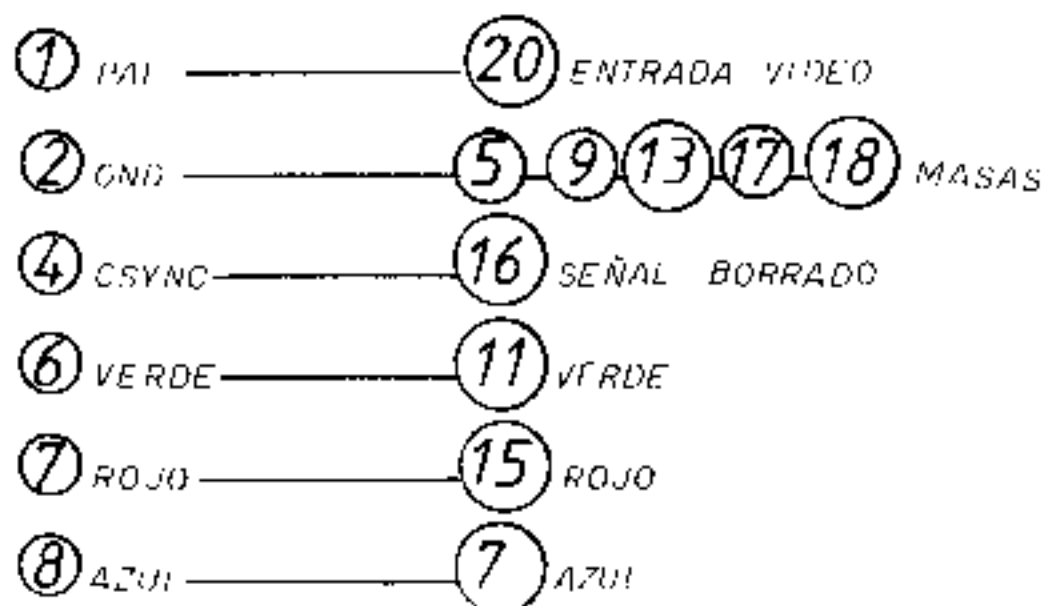 1 PAL 20 ENTRADA VIDEO
2 GND 5 9 13 17 18 MASAS
4 CSYNC 16 SEÑAL BORRADO
6 VERDE 11 VERDE
7 ROJO 15 ROJO
8 AZUL 7 AZUL